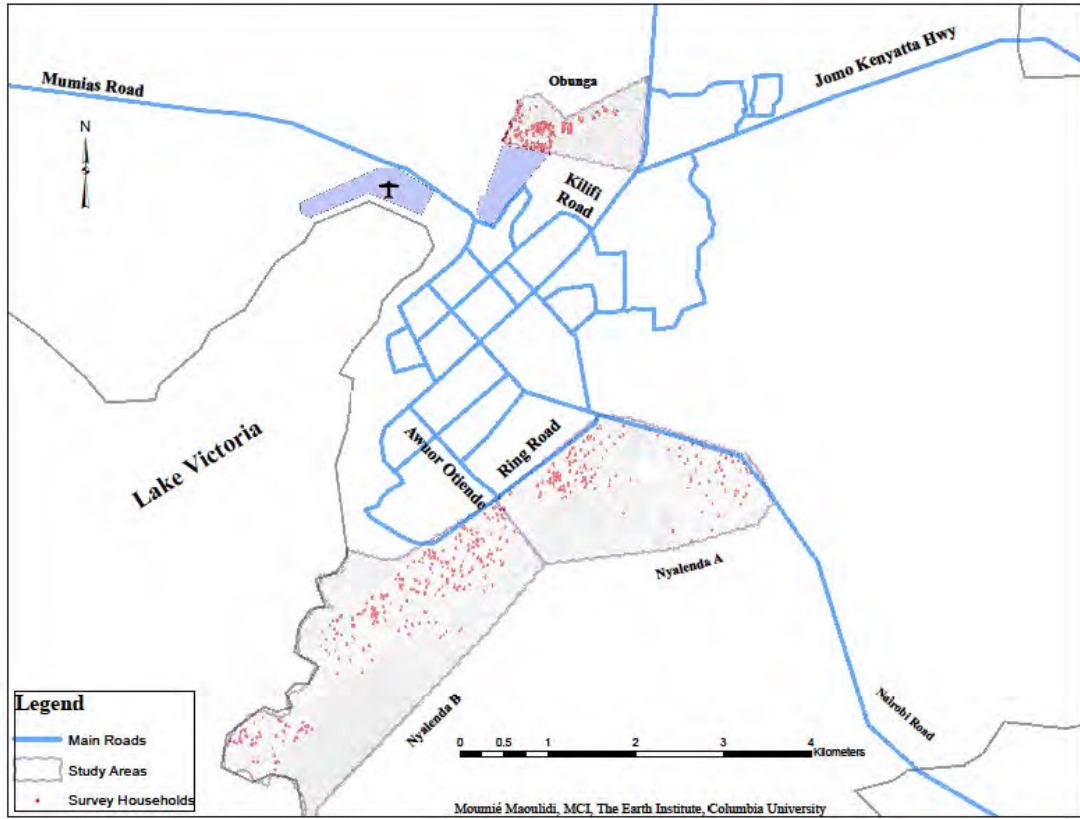 Mumias Road
Obunga
Jomo Kenyatta Hwy
N
Kilifi
Road
Lake Victoria
Awuor Otiende
Ring Road
Nyalenda A
Nyalenda B
Nairobi Road
Legend
Main Roads
Study Areas
Survey Households
0 0.5 1 2 3 4
Kilometers
Moumié Maoulidi, MCI, The Earth Institute, Columbia University